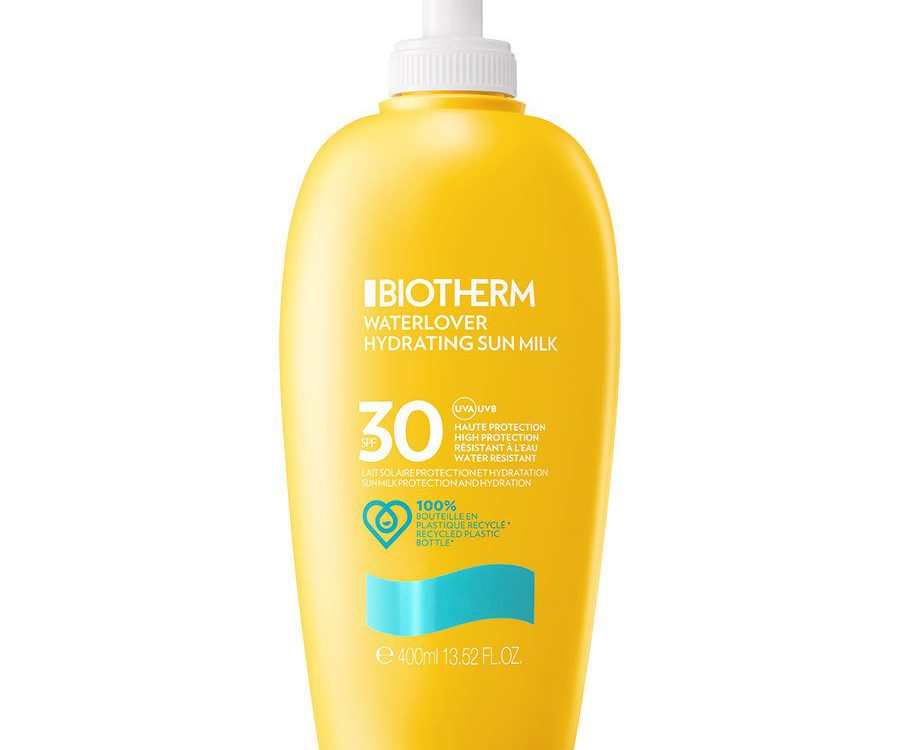 BIOTHERM
WATERLOVER
HYDRATING SUN MILK
SPF 30
UVA UVB
HAUTE PROTECTION
HIGH PROTECTION
RÉSISTANT À L'EAU
WATER RESISTANT
LAIT SOLAIRE PROTECTION ET HYDRATATION
SUN MILK PROTECTION AND HYDRATION
100%
BOUTEILLE EN
PLASTIQUE RECYCLÉ*
RECYCLED PLASTIC
BOTTLE*
℮ 400ml 13.52 FL.OZ.